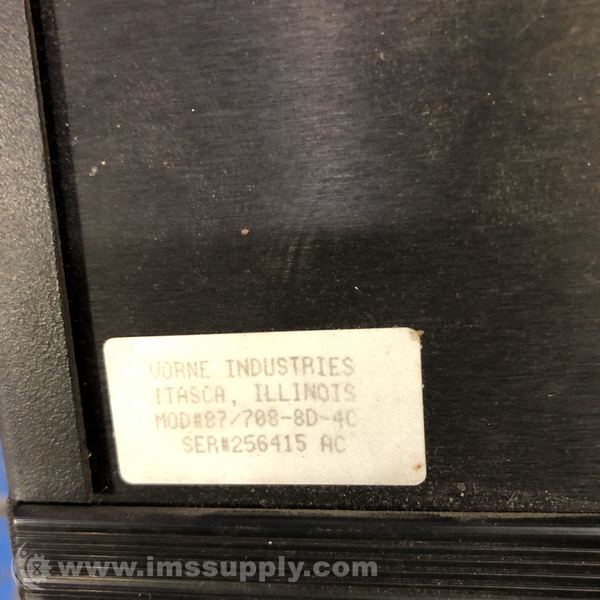 VORNE INDUSTRIES
ITASCA, ILLINOIS
MOD#87/708-8D-4C
SER#256415 AC
www.imssupply.com